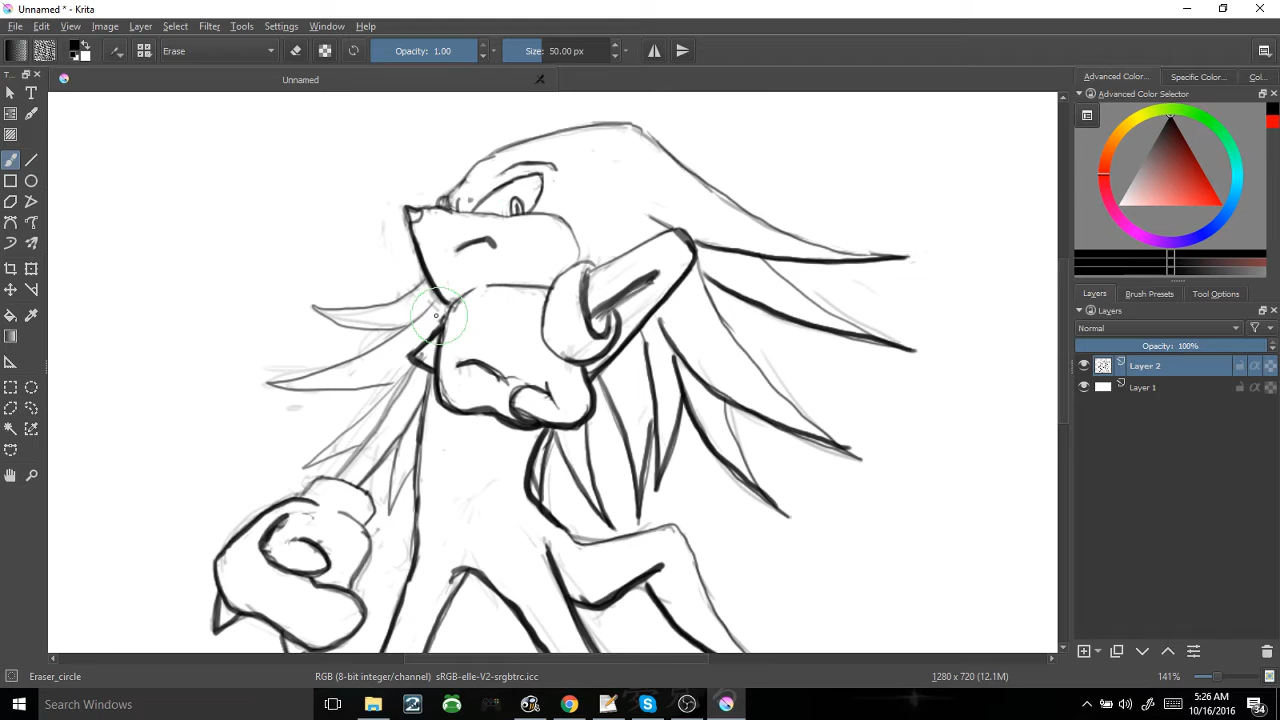 Unnamed * - Krita
File Edit View Image Layer Select Filter Tools Settings Window Help
Erase Opacity: 1.00 Size: 50.00 px
T... Unnamed Advanced Color... Specific Color... Col...
Advanced Color Selector
Layers Brush Presets Tool Options
Layers
Normal
Opacity: 100%
Layer 2
Layer 1
Eraser_circle RGB (8-bit integer/channel) sRGB-elle-V2-srgbtrc.icc 1280 x 720 (12.1M) 141%
Search Windows 5:26 AM
10/16/2016 34